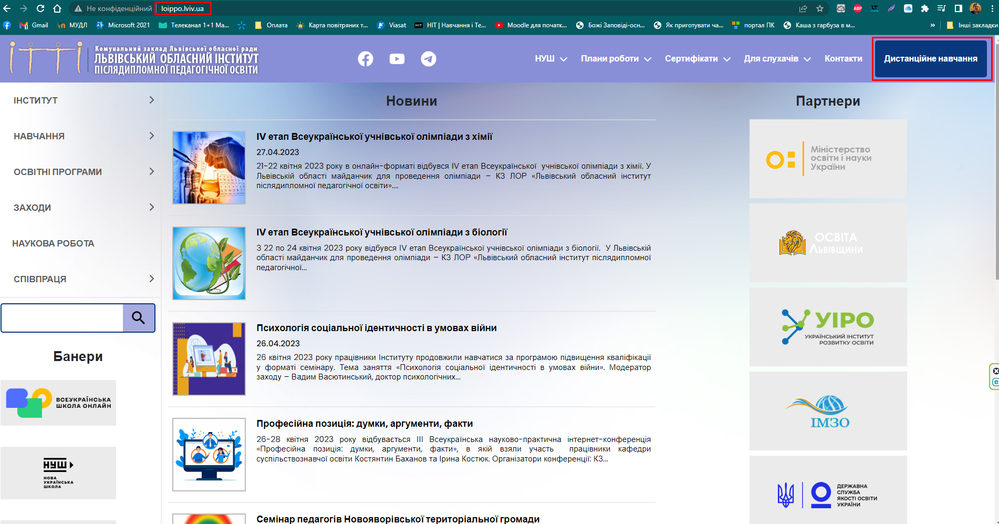 Не конфіденційний
loippo.lviv.ua
Gmail
МУДЛ
Microsoft 2021
Телеканал 1+1 Ма...
Оплата
Карта повітряних т...
Viasat
НІТ | Навчання і Те...
Moodle для початк...
Божі Заповіді-осн...
Як приготувати ча...
портал ПК
Каша з гарбуза в м...
»
Інші закладки
Комунальний заклад Львівської обласної ради
ЛЬВІВСЬКИЙ ОБЛАСНИЙ ІНСТИТУТ
ПІСЛЯДИПЛОМНОЇ ПЕДАГОГІЧНОЇ ОСВІТИ
НУШ
Плани роботи
Сертифікати
Для слухачів
Контакти
Дистанційне навчання
ІНСТИТУТ
НАВЧАННЯ
ОСВІТНІ ПРОГРАМИ
ЗАХОДИ
НАУКОВА РОБОТА
СПІВПРАЦЯ
Банери
ВСЕУКРАЇНСЬКА
ШКОЛА ОНЛАЙН
НУШ
НОВА
УКРАЇНСЬКА
ШКОЛА
Новини
IV етап Всеукраїнської учнівської олімпіади з хімії
27.04.2023
21-22 квітня 2023 року в онлайн-форматі відбувся IV етап Всеукраїнської учнівської олімпіади з хімії. У
Львівській області майданчик для проведення олімпіади – КЗ ЛОР «Львівський обласний інститут
післядипломної педагогічної освіти»....
IV етап Всеукраїнської учнівської олімпіади з біології
З 22 по 24 квітня 2023 року відбувся IV етап Всеукраїнської учнівської олімпіади з біології. У Львівській
області майданчик для проведення олімпіади – КЗ ЛОР «Львівський обласний інститут післядипломної
педагогічної...
Психологія соціальної ідентичності в умовах війни
26.04.2023
26 квітня 2023 року працівники Інституту продовжили навчатися за програмою підвищення кваліфікації
у форматі семінару. Тема заняття «Психологія соціальної ідентичності в умовах війни». Модератор
заходу – Вадим Васютинський, доктор психологічних...
Професійна позиція: думки, аргументи, факти
26-28 квітня 2023 року відбувається ІІІ Всеукраїнська науково-практична інтернет-конференція
«Професійна позиція: думки, аргументи, факти», в якій взяли участь працівники кафедри
суспільствознавчої освіти Костянтин Баханов та Ірина Костюк. Організатори конференції: КЗ...
Семінар педагогів Новояворівської територіальної громади
Партнери
Міністерство
освіти і науки
України
ОСВІТА
ЛЬВІВЩИНИ
УІРО
УКРАЇНСЬКИЙ ІНСТИТУТ
РОЗВИТКУ ОСВІТИ
ІМЗО
ДЕРЖАВНА
СЛУЖБА
ЯКОСТІ ОСВІТИ
УКРАЇНИ